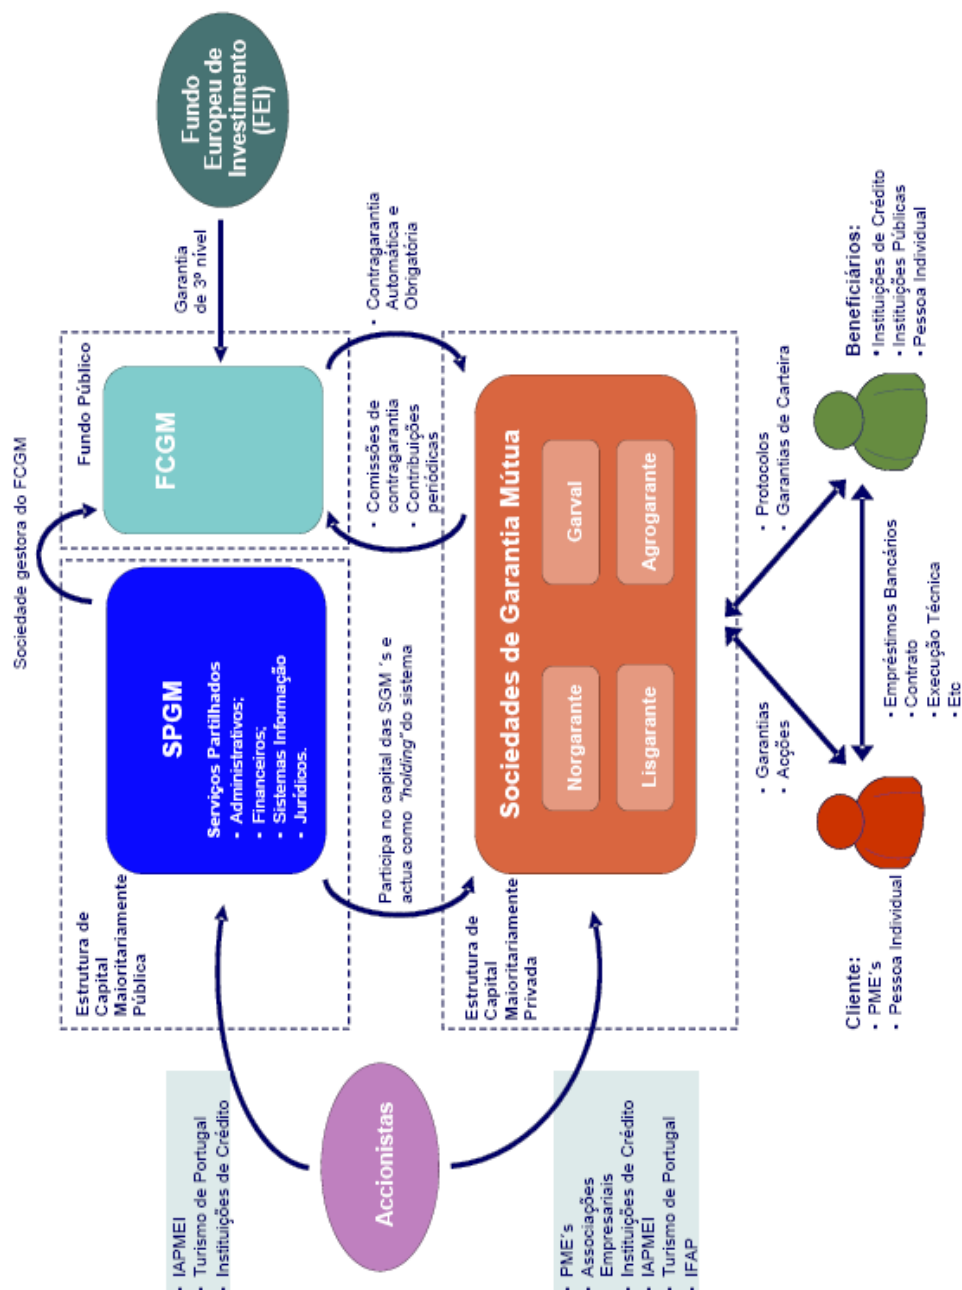 Sociedade gestora do FCGM
• IAPMEI
• Turismo de Portugal
• Instituições de Crédito
Accionistas
• PME´s
• Associações
Empresariais
• Instituições de Crédito
• IAPMEI
• Turismo de Portugal
• IFAP
Estrutura de
Capital
Maioritariamente
Pública
SPGM
Serviços Partilhados
• Administrativos;
• Financeiros;
• Sistemas Informação
• Jurídicos.
Fundo Público
FCGM
Garantia
de 3º nível
Fundo
Europeu de
Investimento
(FEI)
Participa no capital das SGM ´s e
actua como "holding" do sistema
• Comissões de
contragarantia
• Contribuições
periódicas
• Contragarantia
Automática e
Obrigatória
Estrutura de
Capital
Maioritariamente
Privada
Sociedades de Garantia Mútua
Norgarante
Garval
Lisgarante
Agrogarante
• Garantias
• Acções
• Protocolos
• Garantias de Carteira
Cliente:
• PME´s
• Pessoa Individual
• Empréstimos Bancários
• Contrato
• Execução Técnica
• Etc
Beneficiários:
• Instituições de Crédito
• Instituições Públicas
• Pessoa Individual